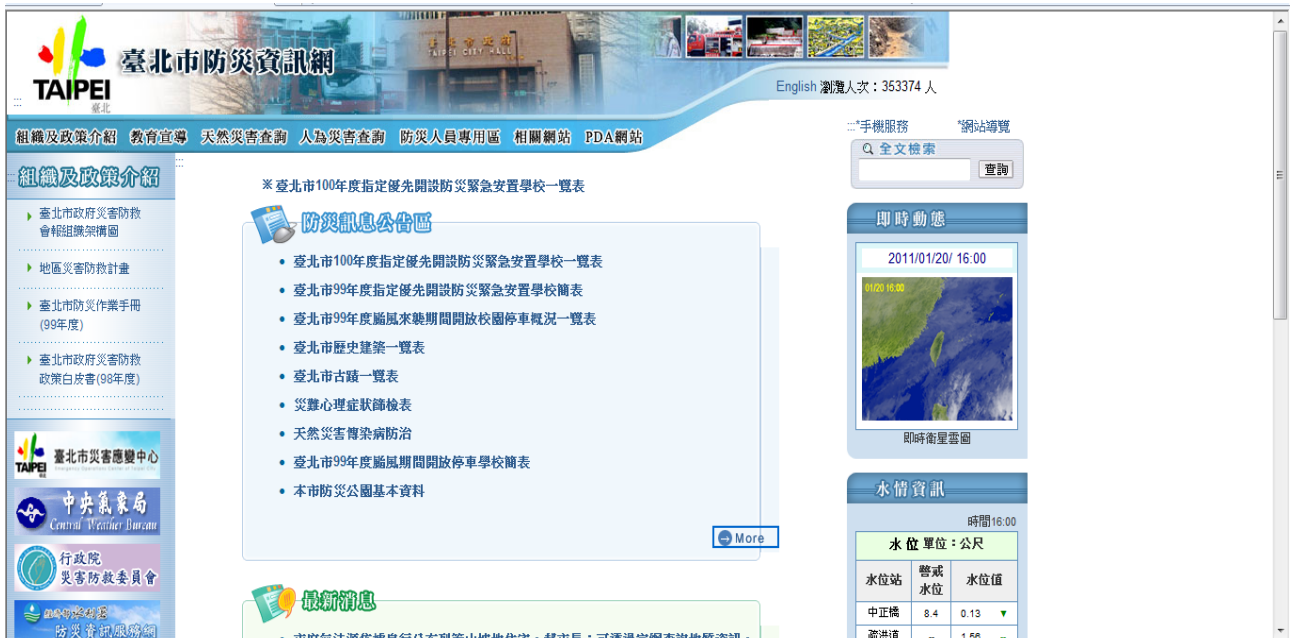 TAIPEI
臺北
臺北市防災資訊網
臺北市政府
TAIPEI CITY HALL
English 瀏灠人次：353374 人
:::
組織及政策介紹 教育宣導 天然災害查詢 人為災害查詢 防災人員專用區 相關網站 PDA網站
:::*手機服務 *網站導覽
全文檢索
查詢
:::組織及政策介紹
:::
臺北市政府災害防救
會報組織架構圖
地區災害防救計畫
臺北市防災作業手冊
(99年度)
臺北市政府災害防救
政策白皮書(98年度)
TAIPEI
臺北市災害應變中心
中央氣象局
Central Weather Bureau
行政院
災害防救委員會
經濟部水利署
防災資訊服務網
※臺北市100年度指定優先開設防災緊急安置學校一覽表
防災訊息公告區
• 臺北市100年度指定優先開設防災緊急安置學校一覽表
• 臺北市99年度指定優先開設防災緊急安置學校簡表
• 臺北市99年度颱風來襲期間開放校園停車概況一覽表
• 臺北市歷史建築一覽表
• 臺北市古蹟一覽表
• 災難心理症狀篩檢表
• 天然災害傳染病防治
• 臺北市99年度颱風期間開放停車學校簡表
• 本市防災公園基本資料
More
最新消息
即時動態
2011/01/20/ 16:00
01/20 16:00
即時衛星雲圖
水情資訊
時間16:00
水 位 單位：公尺
水位站 警戒水位 水位值
中正橋 8.4 0.13 ▼
疏洪道 -- 1.56 --